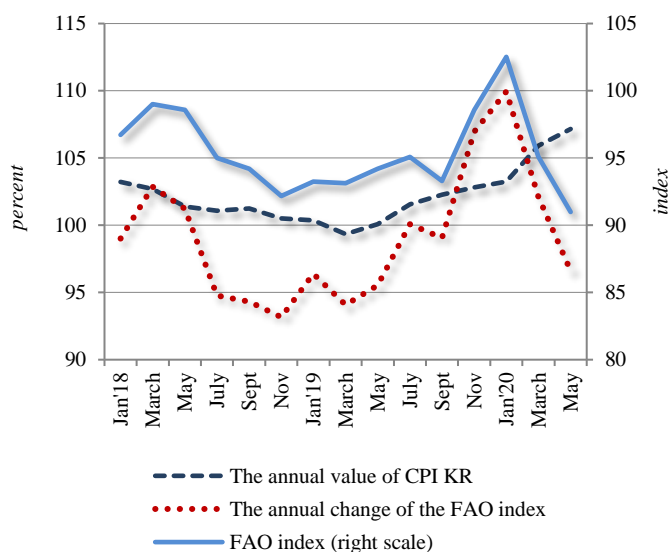 115
110
105
100
95
90
percent
105
100
95
90
85
80
index
Jan'18
March
May
July
Sept
Nov
Jan'19
March
May
July
Sept
Nov
Jan'20
March
May
The annual value of CPI KR
The annual change of the FAO index
FAO index (right scale)